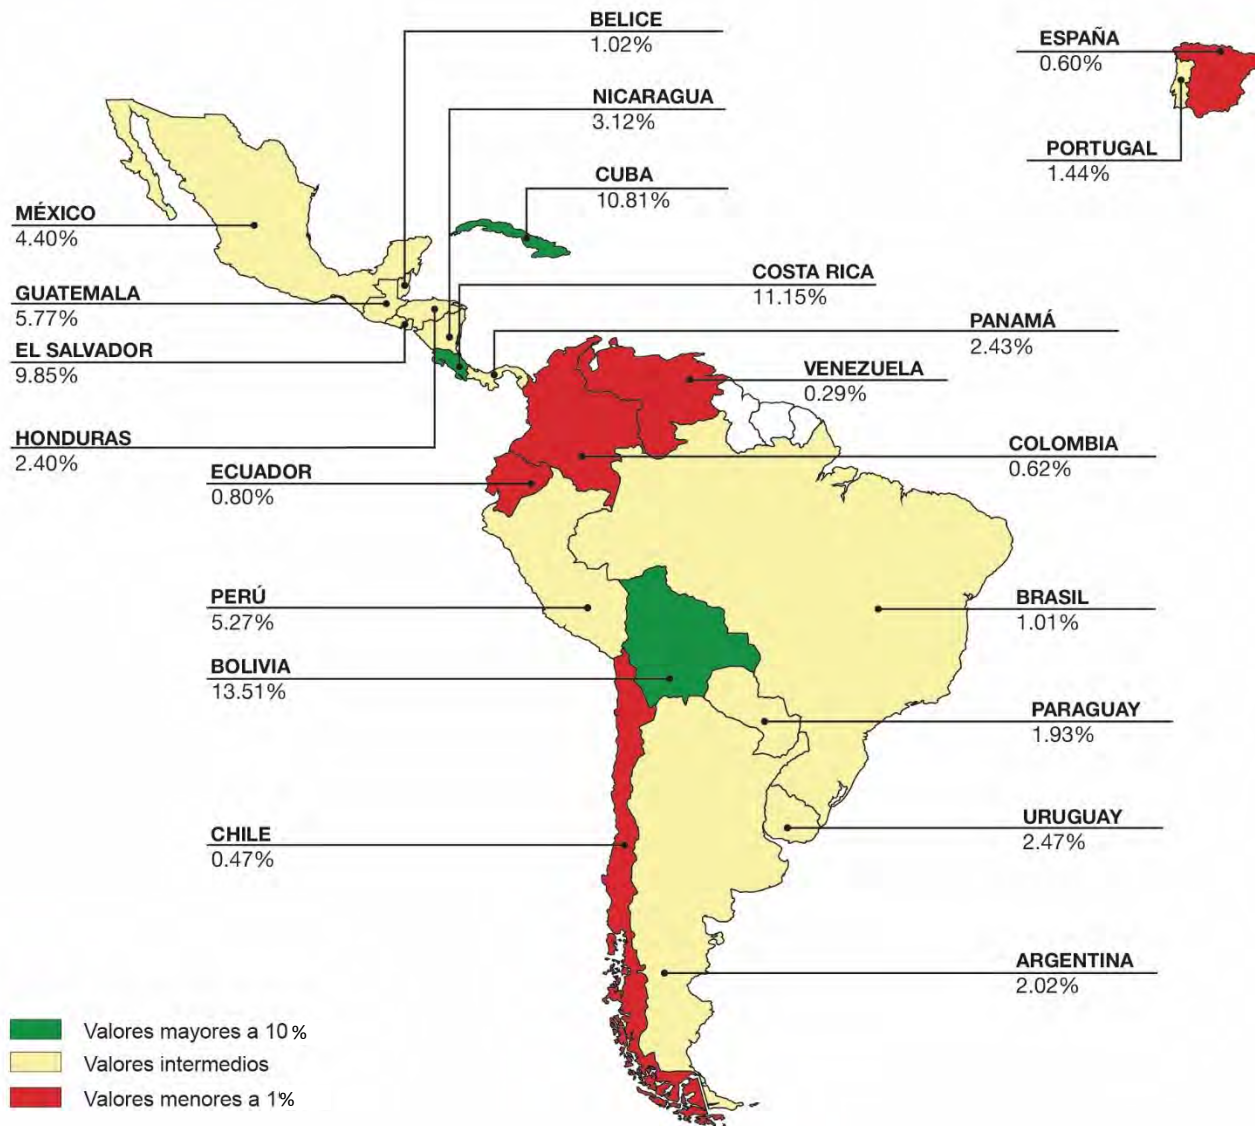 BELICE
1.02%
ESPAÑA
0.60%
NICARAGUA
3.12%
PORTUGAL
1.44%
CUBA
10.81%
MÉXICO
4.40%
COSTA RICA
11.15%
GUATEMALA
5.77%
PANAMÁ
2.43%
EL SALVADOR
9.85%
VENEZUELA
0.29%
HONDURAS
2.40%
COLOMBIA
0.62%
ECUADOR
0.80%
PERÚ
5.27%
BRASIL
1.01%
BOLIVIA
13.51%
PARAGUAY
1.93%
URUGUAY
2.47%
CHILE
0.47%
ARGENTINA
2.02%
Valores mayores a 10%
Valores intermedios
Valores menores a 1%